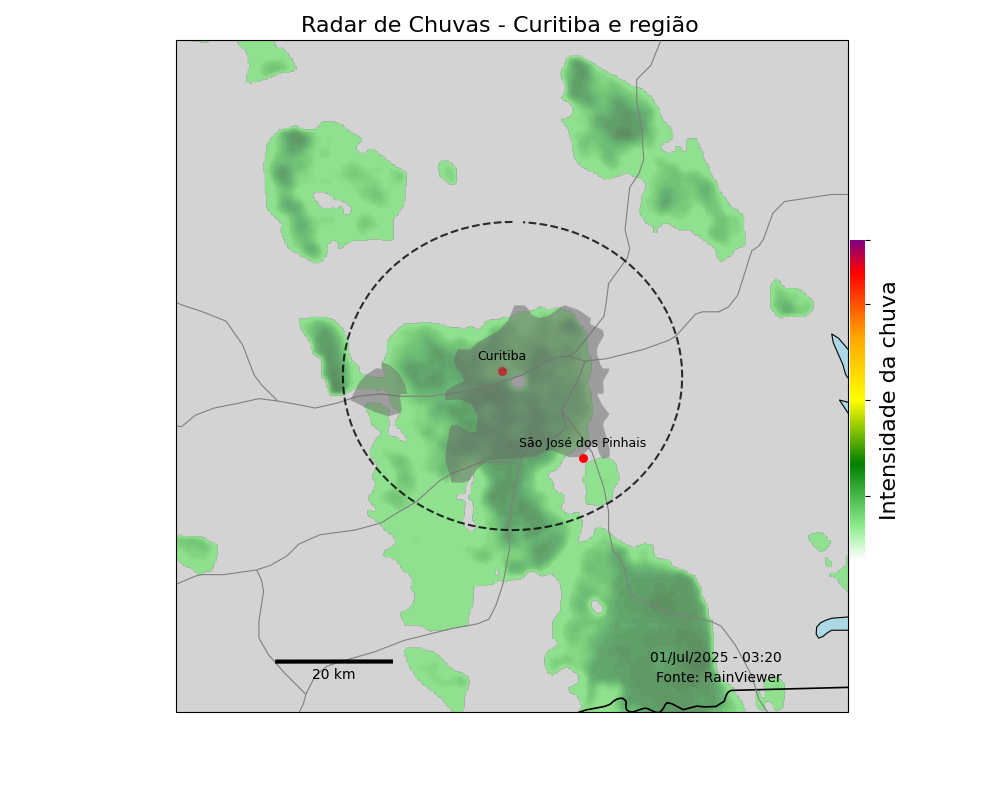 Radar de Chuvas - Curitiba e região
Curitiba
São José dos Pinhais
Intensidade da chuva
01/Jul/2025 - 03:20
Fonte: RainViewer
20 km